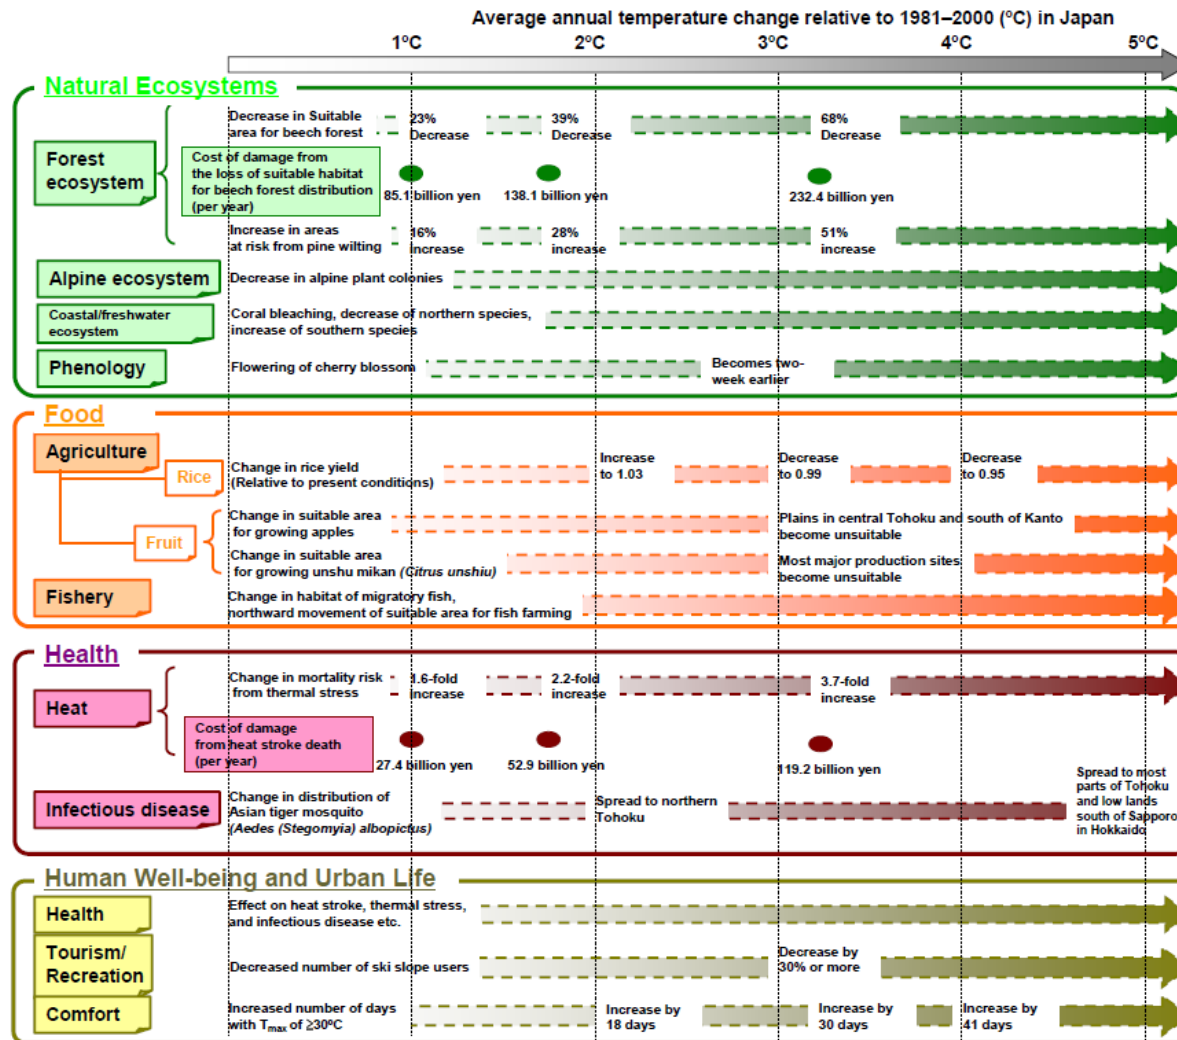 Average annual temperature change relative to 1981–2000 (ºC) in Japan
1ºC 2ºC 3ºC 4ºC 5ºC
Natural Ecosystems
Forest
ecosystem
Decrease in Suitable
area for beech forest
23%
Decrease
39%
Decrease
68%
Decrease
Cost of damage from
the loss of suitable habitat
for beech forest distribution
(per year)
85.1 billion yen
138.1 billion yen
232.4 billion yen
Increase in areas
at risk from pine wilting
16%
increase
28%
increase
51%
increase
Alpine ecosystem
Decrease in alpine plant colonies
Coastal/freshwater
ecosystem
Coral bleaching, decrease of northern species,
increase of southern species
Phenology
Flowering of cherry blossom
Becomes two-
week earlier
Food
Agriculture
Rice
Change in rice yield
(Relative to present conditions)
Increase
to 1.03
Decrease
to 0.99
Decrease
to 0.95
Fruit
Change in suitable area
for growing apples
Plains in central Tohoku and south of Kanto
become unsuitable
Change in suitable area
for growing unshu mikan (Citrus unshiu)
Most major production sites
become unsuitable
Fishery
Change in habitat of migratory fish,
northward movement of suitable area for fish farming
Health
Heat
Change in mortality risk
from thermal stress
1.6-fold
increase
2.2-fold
increase
3.7-fold
increase
Cost of damage
from heat stroke death
(per year)
27.4 billion yen
52.9 billion yen
119.2 billion yen
Infectious disease
Change in distribution of
Asian tiger mosquito
(Aedes (Stegomyia) albopictus)
Spread to northern
Tohoku
Spread to most
parts of Tohoku
and low lands
south of Sapporo
in Hokkaido
Human Well-being and Urban Life
Health
Effect on heat stroke, thermal stress,
and infectious disease etc.
Tourism/
Recreation
Decreased number of ski slope users
Decrease by
30% or more
Comfort
Increased number of days
with Tmax of ≥30ºC
Increase by
18 days
Increase by
30 days
Increase by
41 days